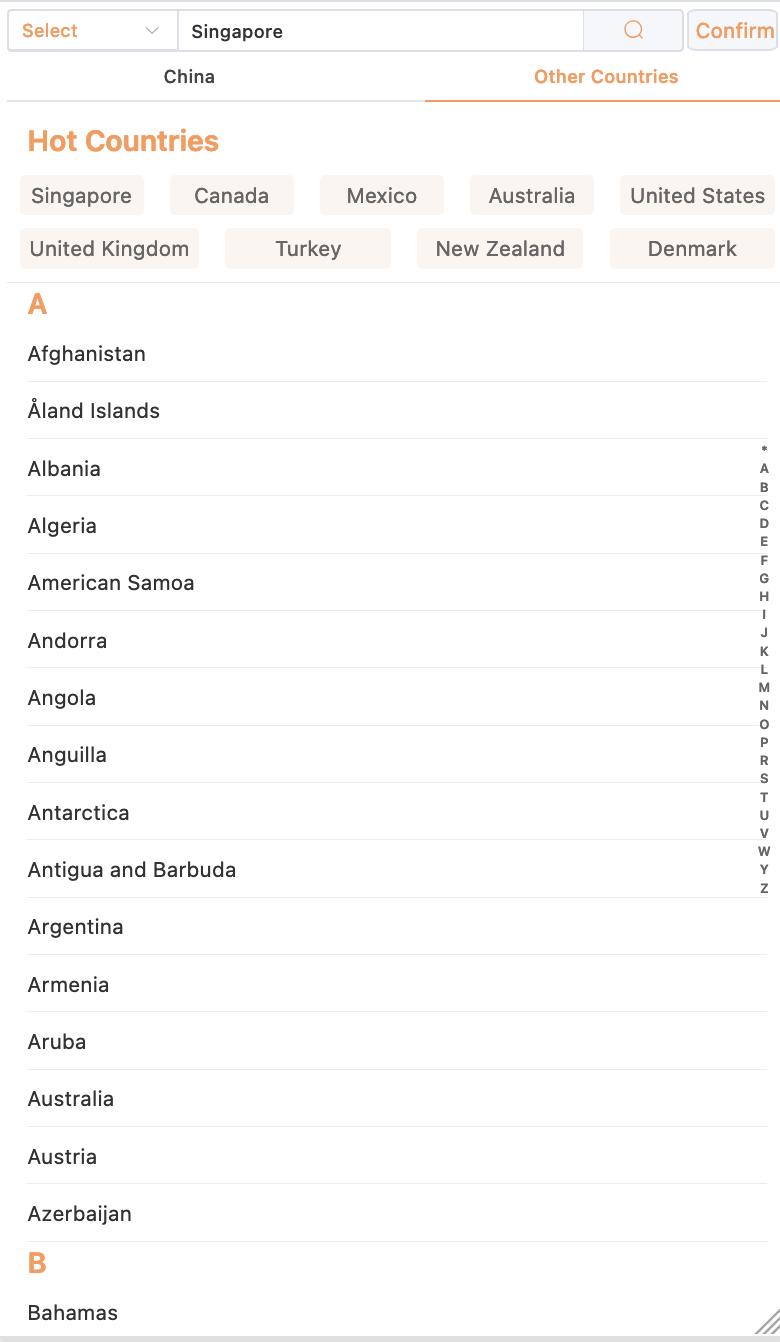 Select Singapore Confirm
China Other Countries
Hot Countries
Singapore Canada Mexico Australia United States
United Kingdom Turkey New Zealand Denmark
A
Afghanistan
Åland Islands
Albania
Algeria
American Samoa
Andorra
Angola
Anguilla
Antarctica
Antigua and Barbuda
Argentina
Armenia
Aruba
Australia
Austria
Azerbaijan
B
Bahamas
*
A
B
C
D
E
F
G
H
I
J
K
L
M
N
O
P
R
S
T
U
V
W
Y
Z